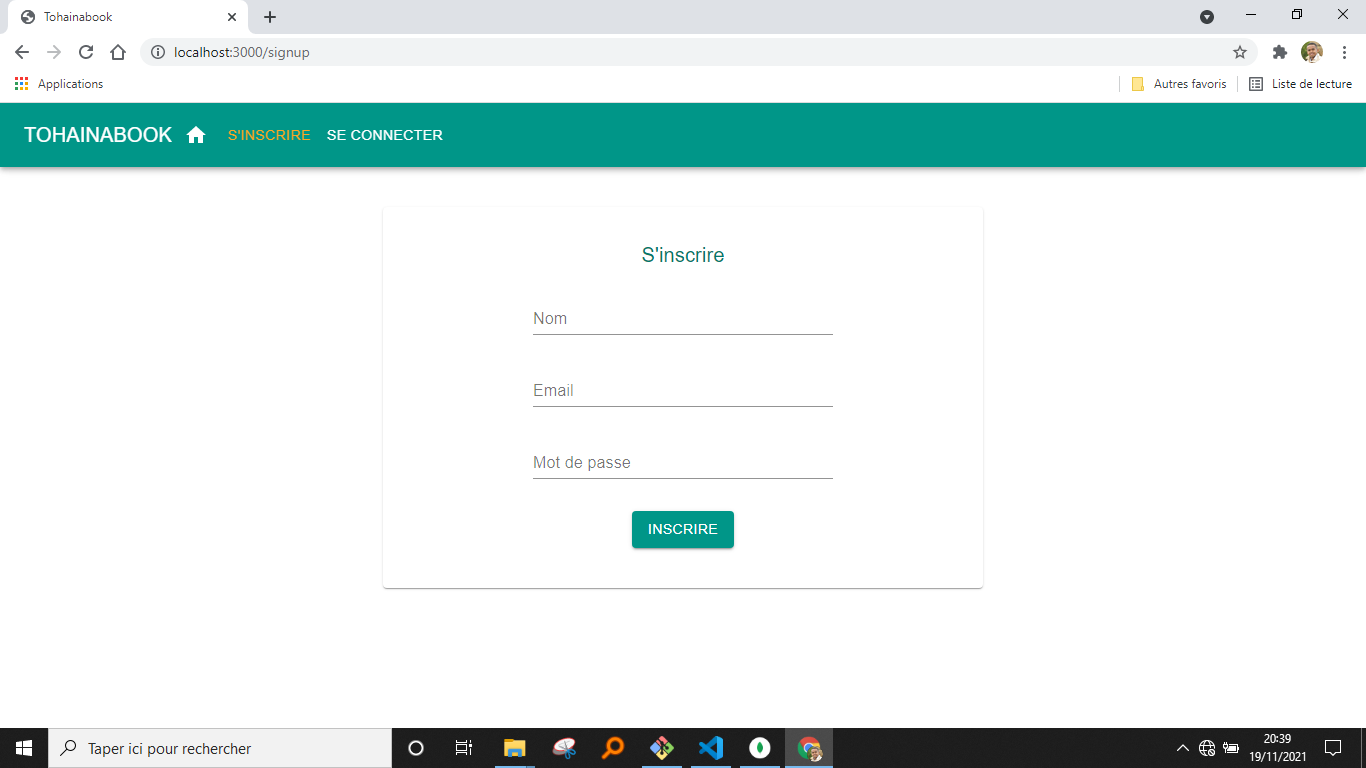 Tohainabook
localhost:3000/signup
Applications
Autres favoris
Liste de lecture
TOHAINABOOK S'INSCRIRE SE CONNECTER
S'inscrire
Nom
Email
Mot de passe
INSCRIRE
Taper ici pour rechercher
20:39
19/11/2021